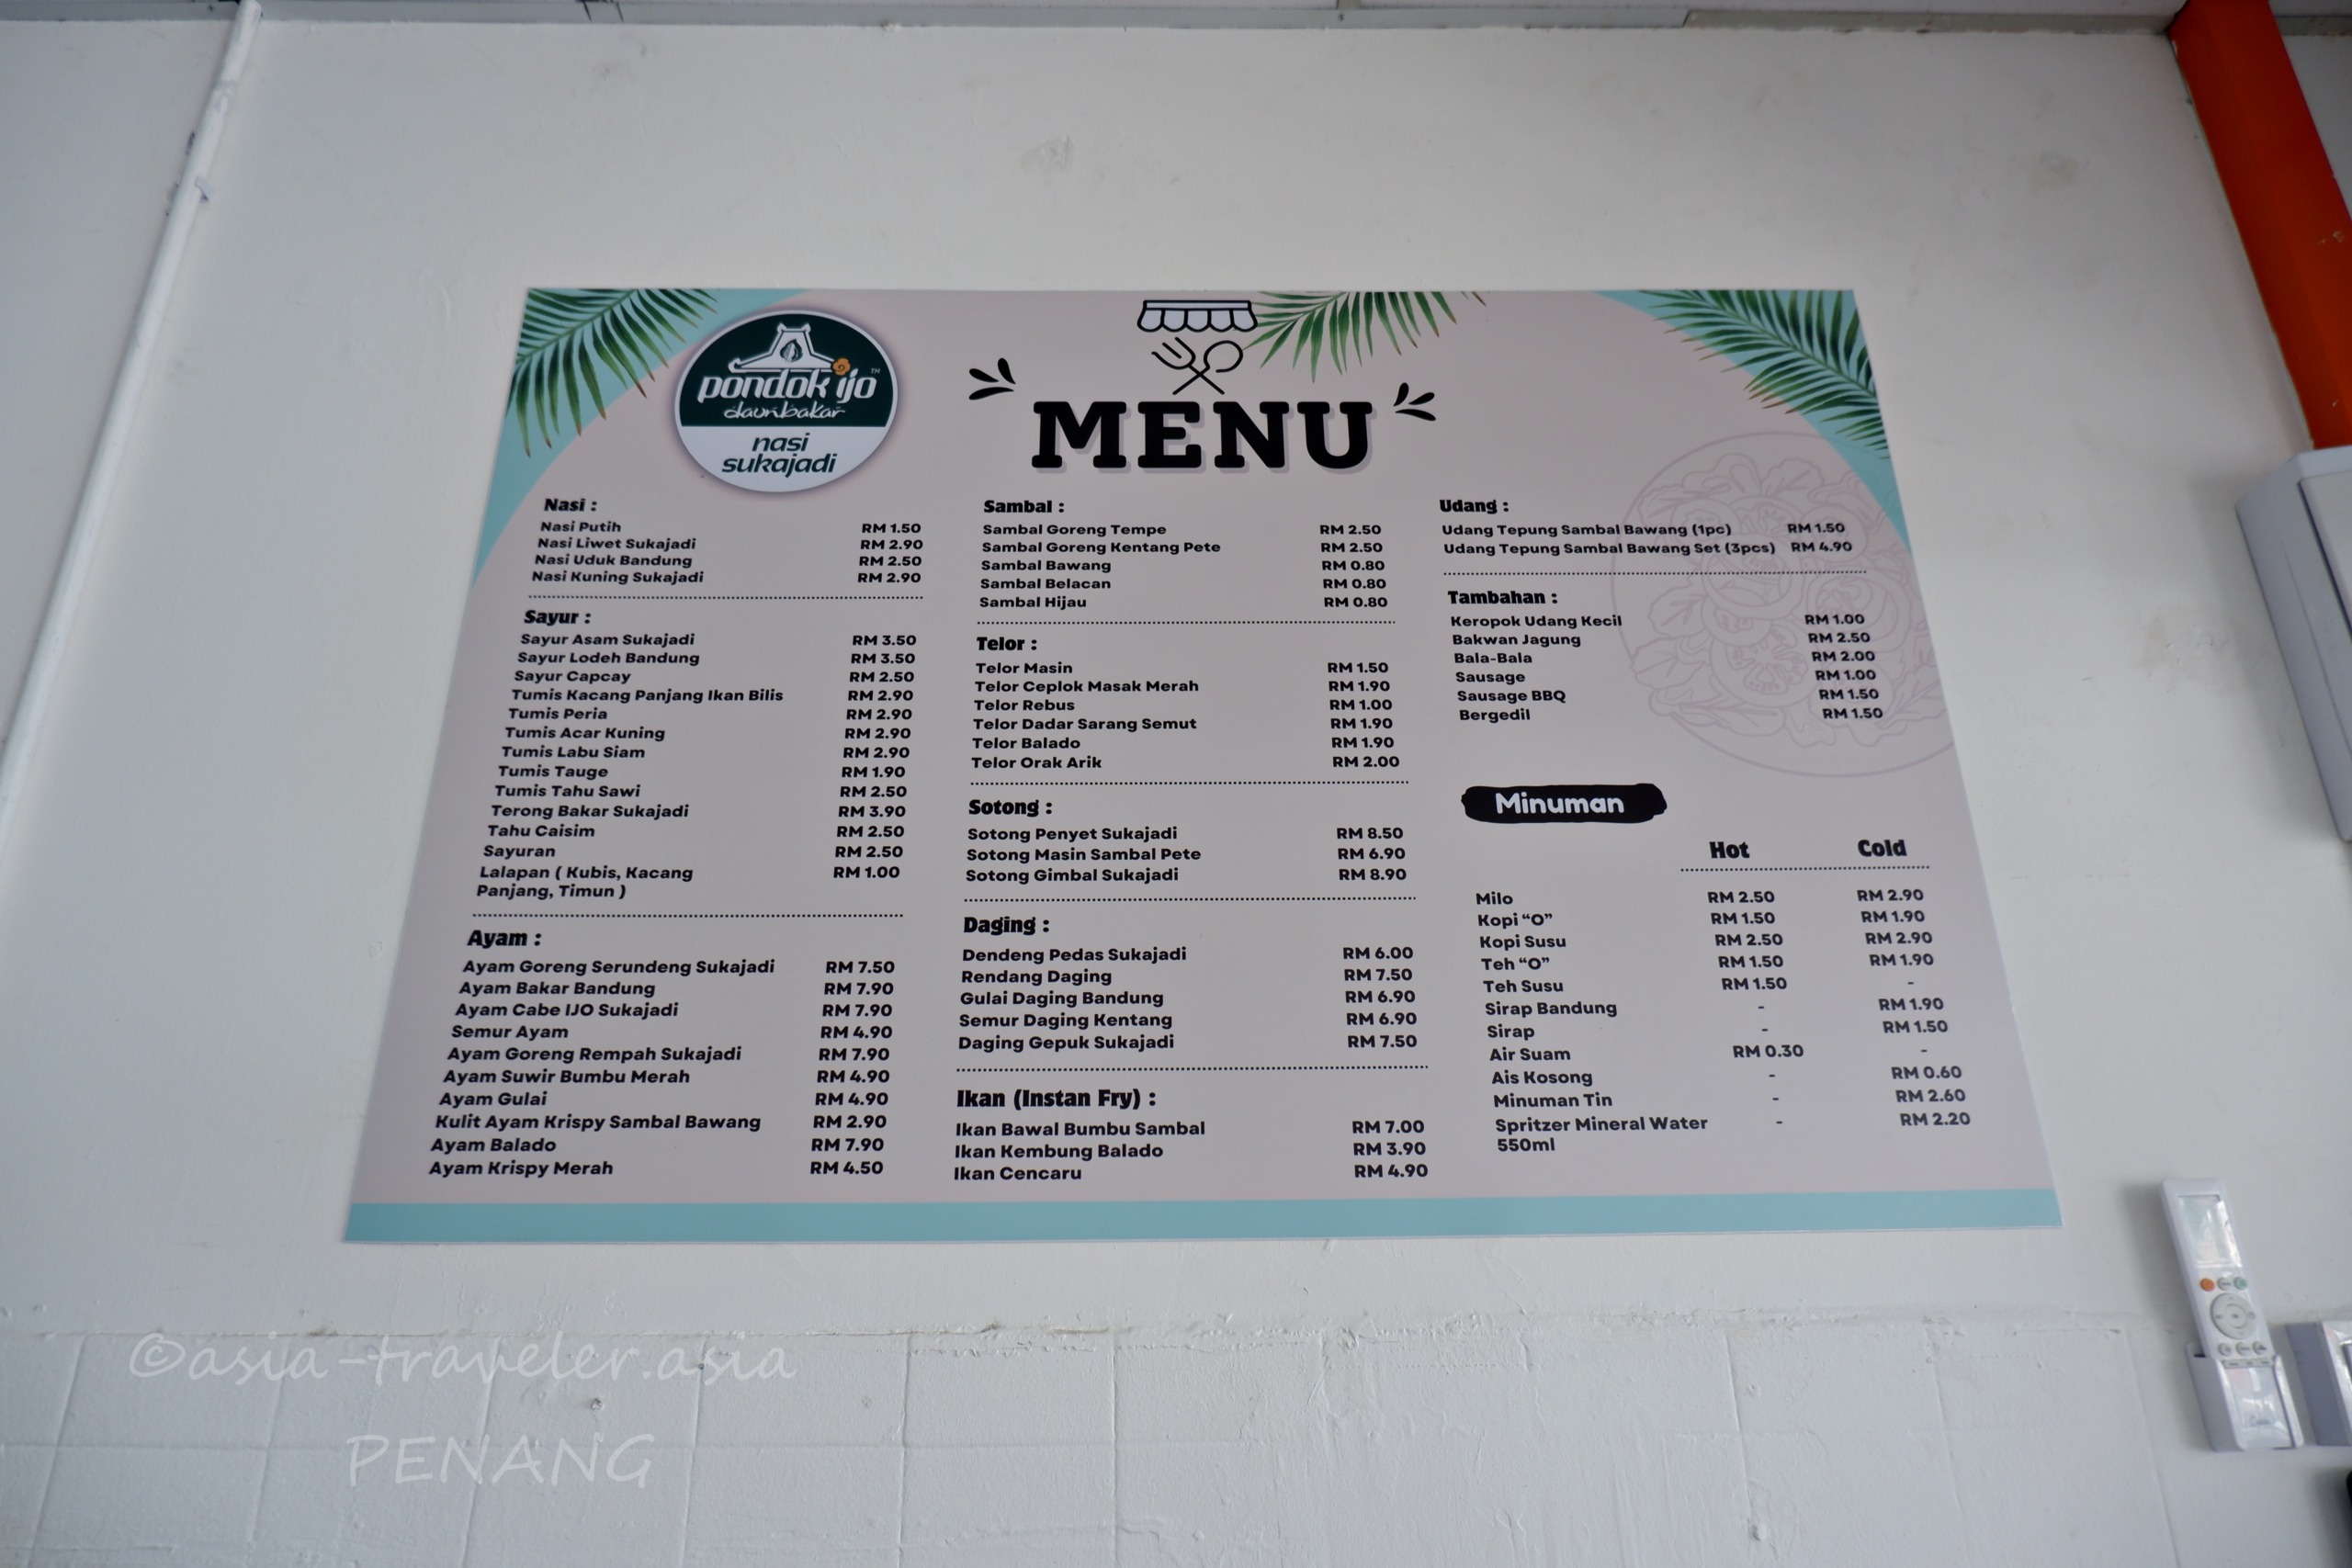 pondok ijo TM
daun bakar
nasi
sukajadi
MENU
Nasi :
Nasi Putih RM 1.50
Nasi Liwet Sukajadi RM 2.90
Nasi Uduk Bandung RM 2.50
Nasi Kuning Sukajadi RM 2.90
Sayur :
Sayur Asam Sukajadi RM 3.50
Sayur Lodeh Bandung RM 3.50
Sayur Capcay RM 2.50
Tumis Kacang Panjang Ikan Bilis RM 2.90
Tumis Peria RM 2.90
Tumis Acar Kuning RM 2.90
Tumis Labu Siam RM 2.90
Tumis Tauge RM 1.90
Tumis Tahu Sawi RM 2.50
Terong Bakar Sukajadi RM 3.90
Tahu Caisim RM 2.50
Sayuran RM 2.50
Lalapan ( Kubis, Kacang RM 1.00
Panjang, Timun )
Ayam :
Ayam Goreng Serundeng Sukajadi RM 7.50
Ayam Bakar Bandung RM 7.90
Ayam Cabe IJO Sukajadi RM 7.90
Semur Ayam RM 4.90
Ayam Goreng Rempah Sukajadi RM 7.90
Ayam Suwir Bumbu Merah RM 4.90
Ayam Gulai RM 4.90
Kulit Ayam Krispy Sambal Bawang RM 2.90
Ayam Balado RM 7.90
Ayam Krispy Merah RM 4.50
Sambal :
Sambal Goreng Tempe RM 2.50
Sambal Goreng Kentang Pete RM 2.50
Sambal Bawang RM 0.80
Sambal Belacan RM 0.80
Sambal Hijau RM 0.80
Telor :
Telor Masin RM 1.50
Telor Ceplok Masak Merah RM 1.90
Telor Rebus RM 1.00
Telor Dadar Sarang Semut RM 1.90
Telor Balado RM 1.90
Telor Orak Arik RM 2.00
Sotong :
Sotong Penyet Sukajadi RM 8.50
Sotong Masin Sambal Pete RM 6.90
Sotong Gimbal Sukajadi RM 8.90
Daging :
Dendeng Pedas Sukajadi RM 6.00
Rendang Daging RM 7.50
Gulai Daging Bandung RM 6.90
Semur Daging Kentang RM 6.90
Daging Gepuk Sukajadi RM 7.50
Ikan (Instan Fry) :
Ikan Bawal Bumbu Sambal RM 7.00
Ikan Kembung Balado RM 3.90
Ikan Cencaru RM 4.90
Udang :
Udang Tepung Sambal Bawang (1pc) RM 1.50
Udang Tepung Sambal Bawang Set (3pcs) RM 4.90
Tambahan :
Keropok Udang Kecil RM 1.00
Bakwan Jagung RM 2.50
Bala-Bala RM 2.00
Sausage RM 1.00
Sausage BBQ RM 1.50
Bergedil RM 1.50
Minuman
Hot Cold
Milo RM 2.50 RM 2.90
Kopi “O” RM 1.50 RM 1.90
Kopi Susu RM 2.50 RM 2.90
Teh “O” RM 1.50 RM 1.90
Teh Susu RM 1.50 -
Sirap Bandung - RM 1.90
Sirap - RM 1.50
Air Suam RM 0.30 -
Ais Kosong - RM 0.60
Minuman Tin - RM 2.60
Spritzer Mineral Water - RM 2.20
550ml
©asia-traveler.asia
PENANG